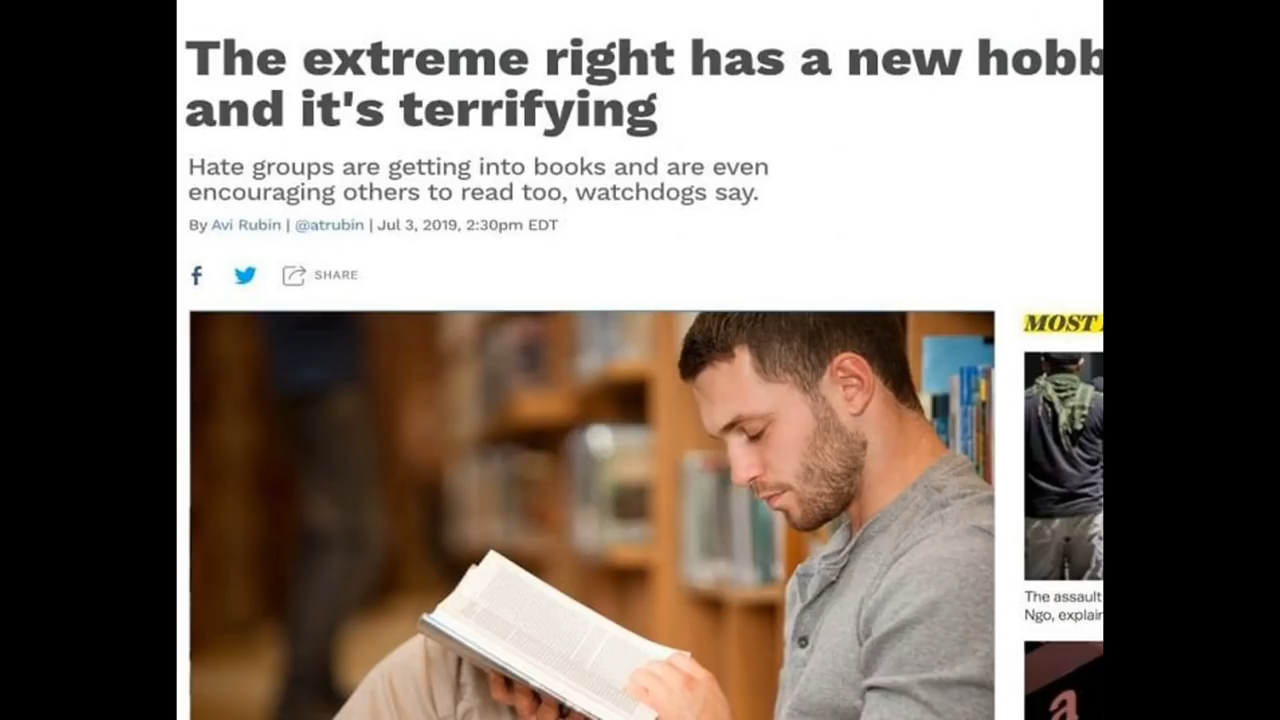 The extreme right has a new hobb
and it's terrifying
Hate groups are getting into books and are even
encouraging others to read too, watchdogs say.
By Avi Rubin | @atrubin | Jul 3, 2019, 2:30pm EDT
f SHARE
MOST
The assault
Ngo, explain
a